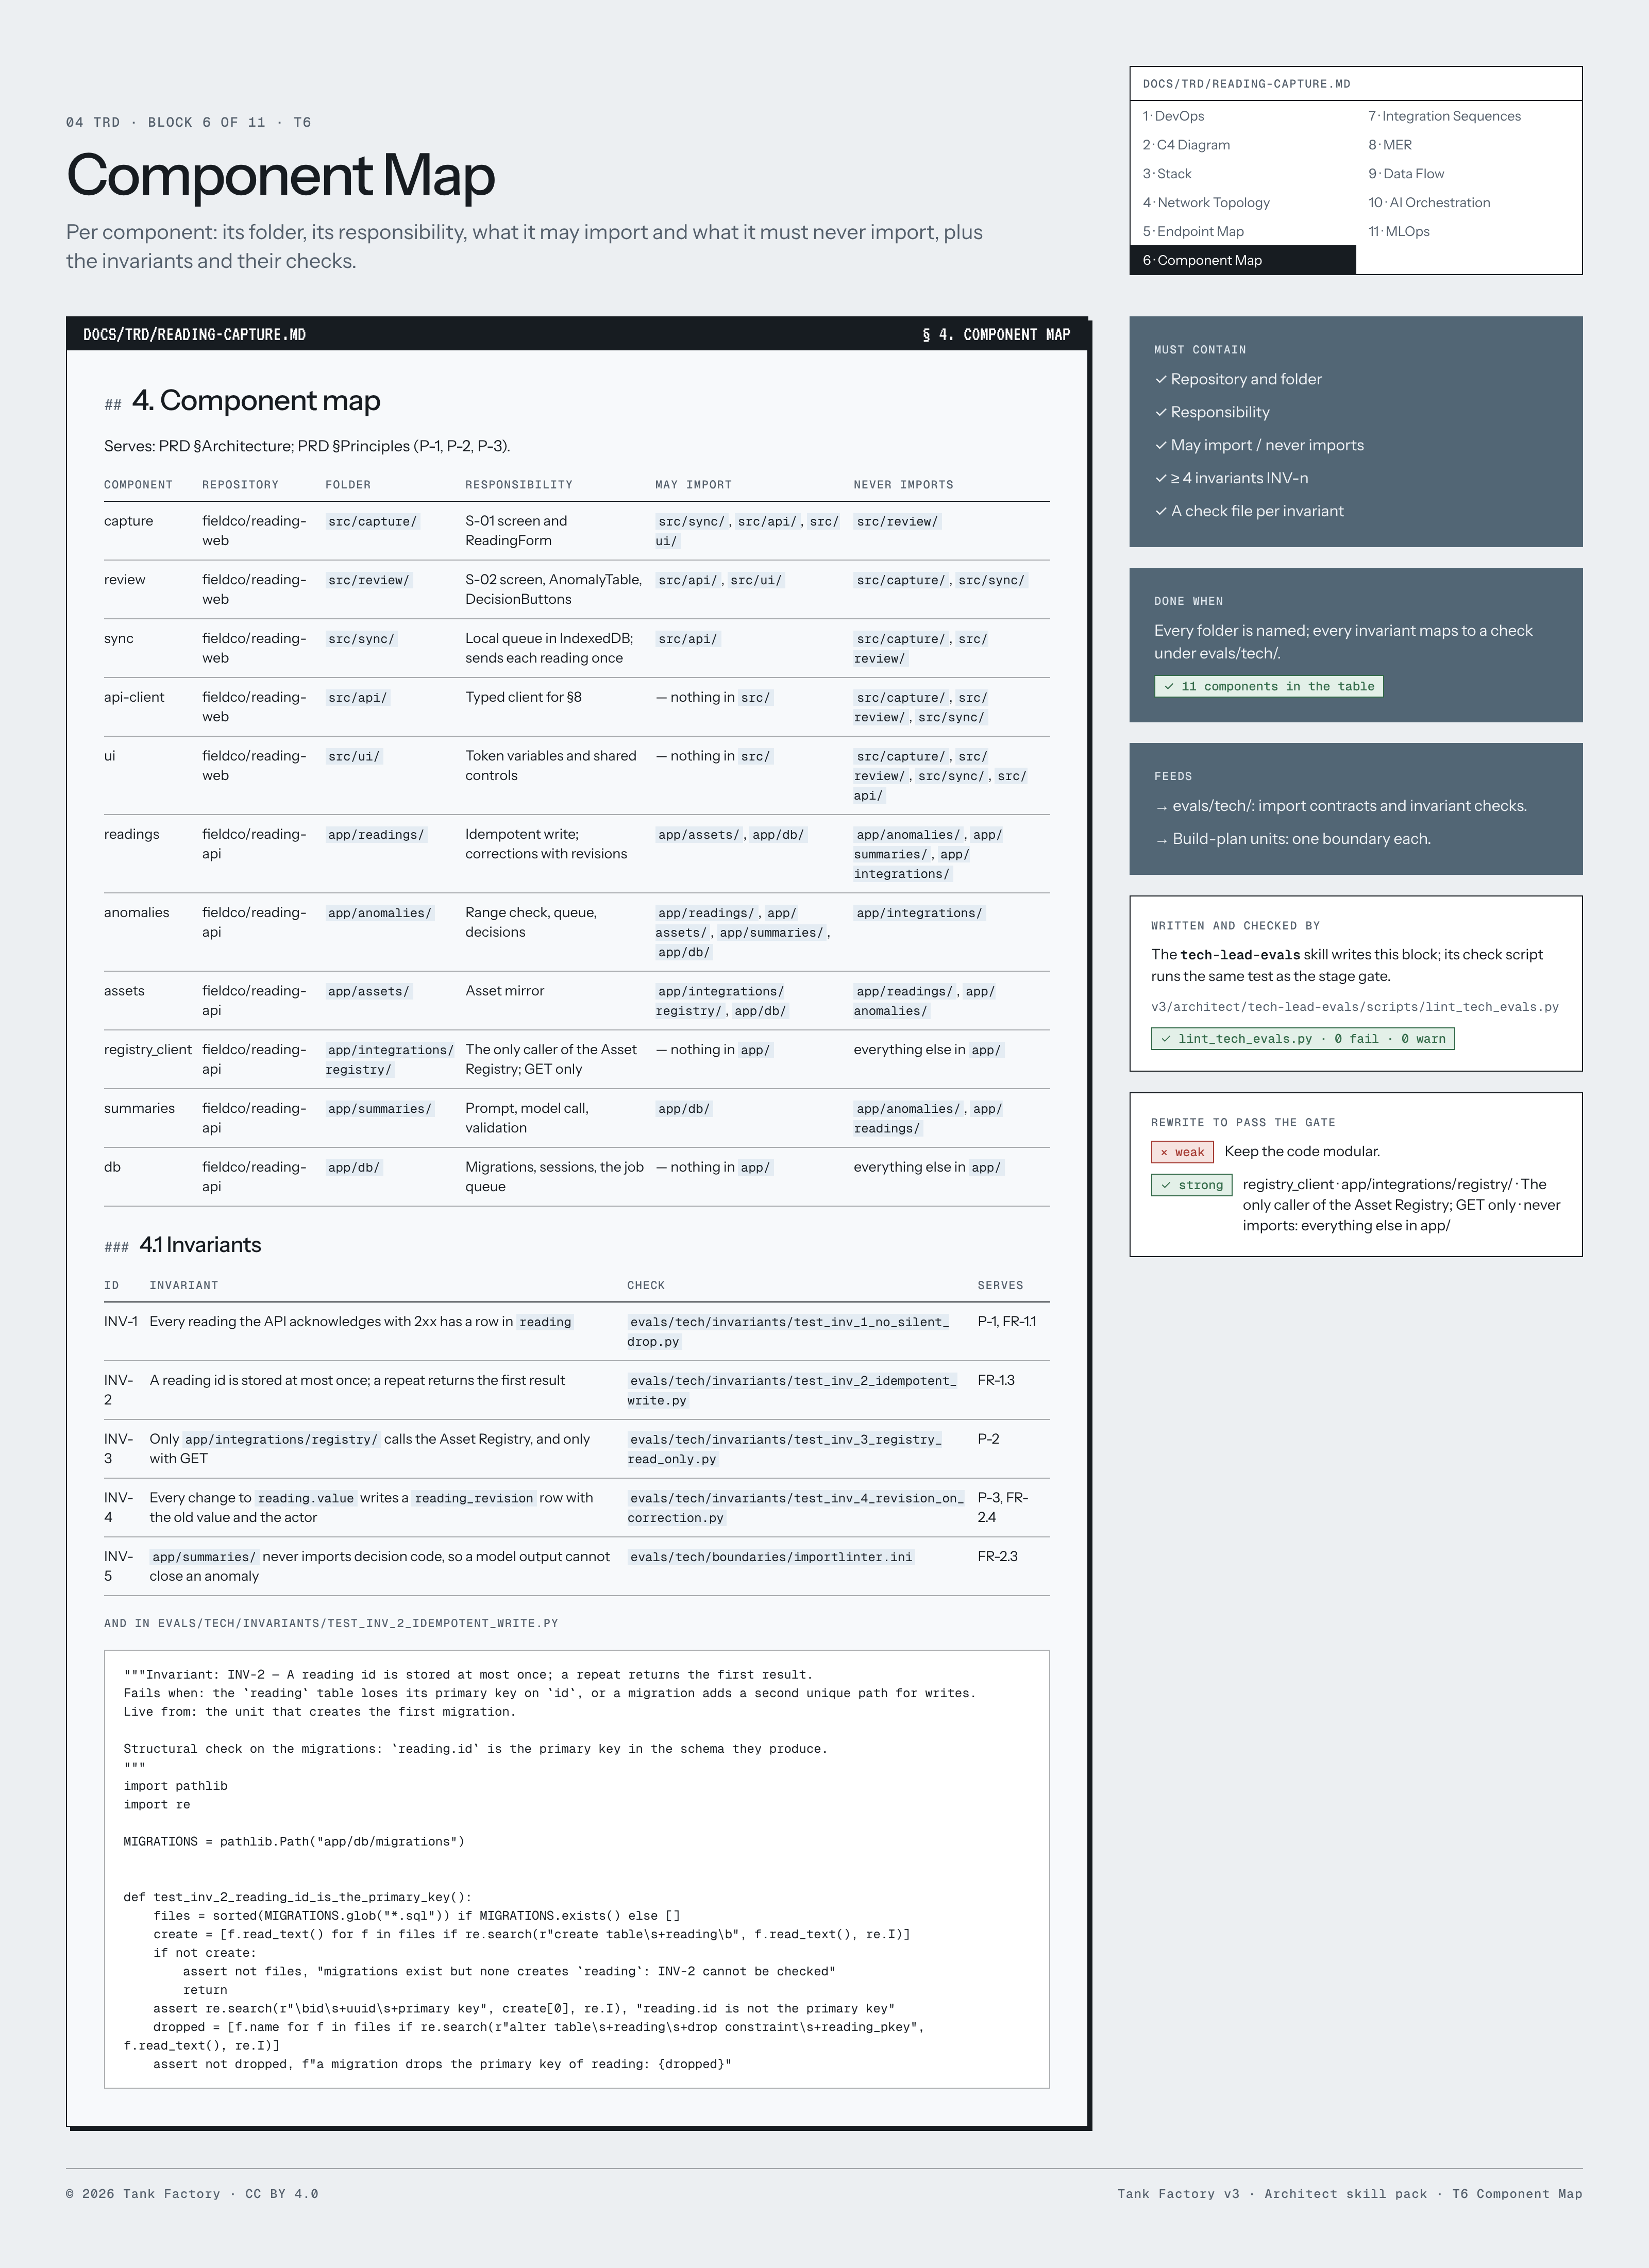 04 TRD · BLOCK 6 OF 11 · T6
Component Map
Per component: its folder, its responsibility, what it may import and what it must never import, plus
the invariants and their checks.
DOCS/TRD/READING-CAPTURE.MD
1 · DevOps
2 · C4 Diagram
3 · Stack
4 · Network Topology
5 · Endpoint Map
6 · Component Map
7 · Integration Sequences
8 · MER
9 · Data Flow
10 · AI Orchestration
11 · MLOps
DOCS/TRD/READING-CAPTURE.MD § 4. COMPONENT MAP
## 4. Component map
Serves: PRD §Architecture; PRD §Principles (P-1, P-2, P-3).
COMPONENT REPOSITORY FOLDER RESPONSIBILITY MAY IMPORT NEVER IMPORTS
capture fieldco/reading- src/capture/ S-01 screen and src/sync/ , src/api/ , src/ src/review/
web ReadingForm ui/
review fieldco/reading- src/review/ S-02 screen, AnomalyTable, src/api/ , src/ui/ src/capture/ , src/sync/
web DecisionButtons
sync fieldco/reading- src/sync/ Local queue in IndexedDB; src/api/ src/capture/ , src/
web sends each reading once review/
api-client fieldco/reading- src/api/ Typed client for §8 — nothing in src/ src/capture/ , src/
web review/ , src/sync/
ui fieldco/reading- src/ui/ Token variables and shared — nothing in src/ src/capture/ , src/
web controls review/ , src/sync/ , src/
api/
readings fieldco/reading- app/readings/ Idempotent write; app/assets/ , app/db/ app/anomalies/ , app/
api corrections with revisions summaries/ , app/
integrations/
anomalies fieldco/reading- app/anomalies/ Range check, queue, app/readings/ , app/ app/integrations/
api decisions assets/ , app/summaries/ ,
app/db/
assets fieldco/reading- app/assets/ Asset mirror app/integrations/ app/readings/ , app/
api registry/ , app/db/ anomalies/
registry_client fieldco/reading- app/integrations/ The only caller of the Asset — nothing in app/ everything else in app/
api registry/ Registry; GET only
summaries fieldco/reading- app/summaries/ Prompt, model call, app/db/ app/anomalies/ , app/
api validation readings/
db fieldco/reading- app/db/ Migrations, sessions, the job — nothing in app/ everything else in app/
api queue
### 4.1 Invariants
ID INVARIANT CHECK SERVES
INV-1 Every reading the API acknowledges with 2xx has a row in reading evals/tech/invariants/test_inv_1_no_silent_ P-1, FR-1.1
drop.py
INV- A reading id is stored at most once; a repeat returns the first result evals/tech/invariants/test_inv_2_idempotent_ FR-1.3
2 write.py
INV- Only app/integrations/registry/ calls the Asset Registry, and only evals/tech/invariants/test_inv_3_registry_ P-2
3 with GET read_only.py
INV- Every change to reading.value writes a reading_revision row with evals/tech/invariants/test_inv_4_revision_on_ P-3, FR-
4 the old value and the actor correction.py 2.4
INV- app/summaries/ never imports decision code, so a model output cannot evals/tech/boundaries/importlinter.ini FR-2.3
5 close an anomaly
AND IN EVALS/TECH/INVARIANTS/TEST_INV_2_IDEMPOTENT_WRITE.PY
"""Invariant: INV-2 — A reading id is stored at most once; a repeat returns the first result.
Fails when: the `reading` table loses its primary key on `id`, or a migration adds a second unique path for writes.
Live from: the unit that creates the first migration.
Structural check on the migrations: `reading.id` is the primary key in the schema they produce.
"""
import pathlib
import re
MIGRATIONS = pathlib.Path("app/db/migrations")
def test_inv_2_reading_id_is_the_primary_key():
    files = sorted(MIGRATIONS.glob("*.sql")) if MIGRATIONS.exists() else []
    create = [f.read_text() for f in files if re.search(r"create table\s+reading\b", f.read_text(), re.I)]
    if not create:
        assert not files, "migrations exist but none creates `reading`: INV-2 cannot be checked"
        return
    assert re.search(r"\bid\s+uuid\s+primary key", create[0], re.I), "reading.id is not the primary key"
    dropped = [f.name for f in files if re.search(r"alter table\s+reading\s+drop constraint\s+reading_pkey",
f.read_text(), re.I)]
    assert not dropped, f"a migration drops the primary key of reading: {dropped}"
MUST CONTAIN
✓ Repository and folder
✓ Responsibility
✓ May import / never imports
✓ ≥ 4 invariants INV-n
✓ A check file per invariant
DONE WHEN
Every folder is named; every invariant maps to a check
under evals/tech/.
✓ 11 components in the table
FEEDS
→ evals/tech/: import contracts and invariant checks.
→ Build-plan units: one boundary each.
WRITTEN AND CHECKED BY
The tech-lead-evals skill writes this block; its check script
runs the same test as the stage gate.
v3/architect/tech-lead-evals/scripts/lint_tech_evals.py
✓ lint_tech_evals.py · 0 fail · 0 warn
REWRITE TO PASS THE GATE
× weak Keep the code modular.
✓ strong registry_client · app/integrations/registry/ · The
only caller of the Asset Registry; GET only · never
imports: everything else in app/
© 2026 Tank Factory · CC BY 4.0
Tank Factory v3 · Architect skill pack · T6 Component Map